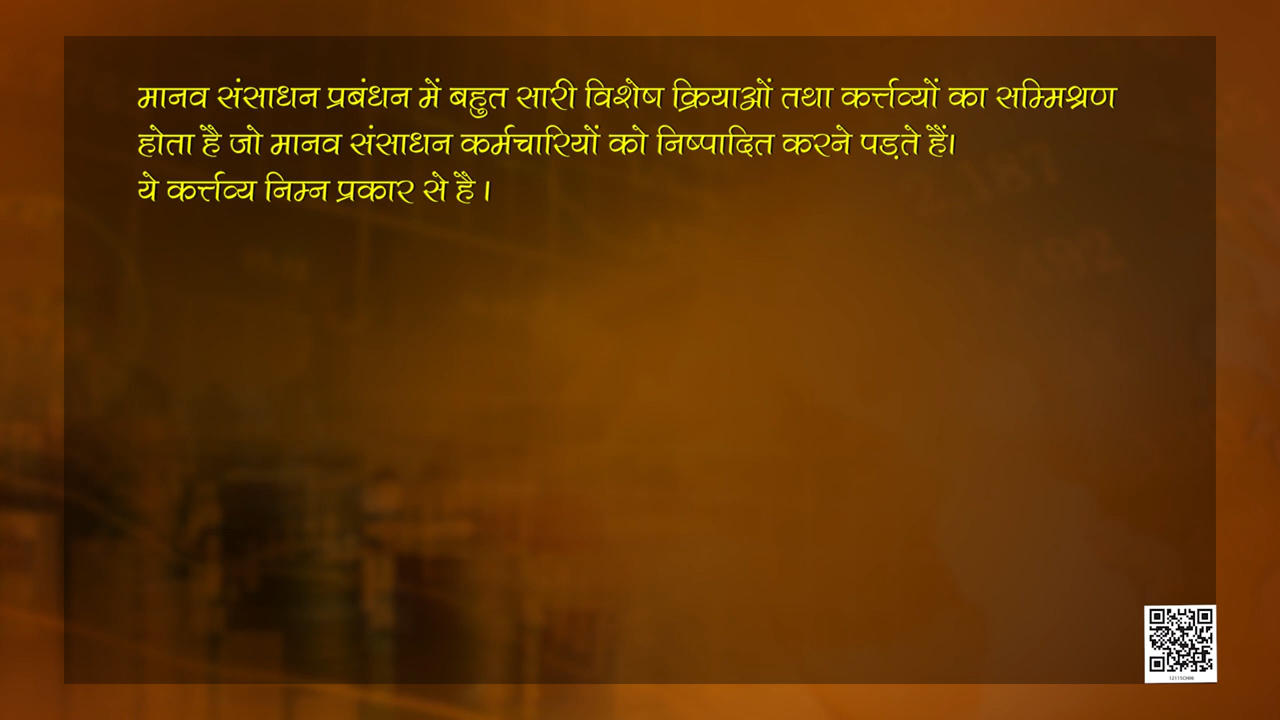 मानव संसाधन प्रबंधन में बहुत सारी विशेष क्रियाओं तथा कर्त्तव्यों का सम्मिश्रण
होता है जो मानव संसाधन कर्मचारियों को निष्पादित करने पड़ते हैं।
ये कर्त्तव्य निम्न प्रकार से है।
12115CH06